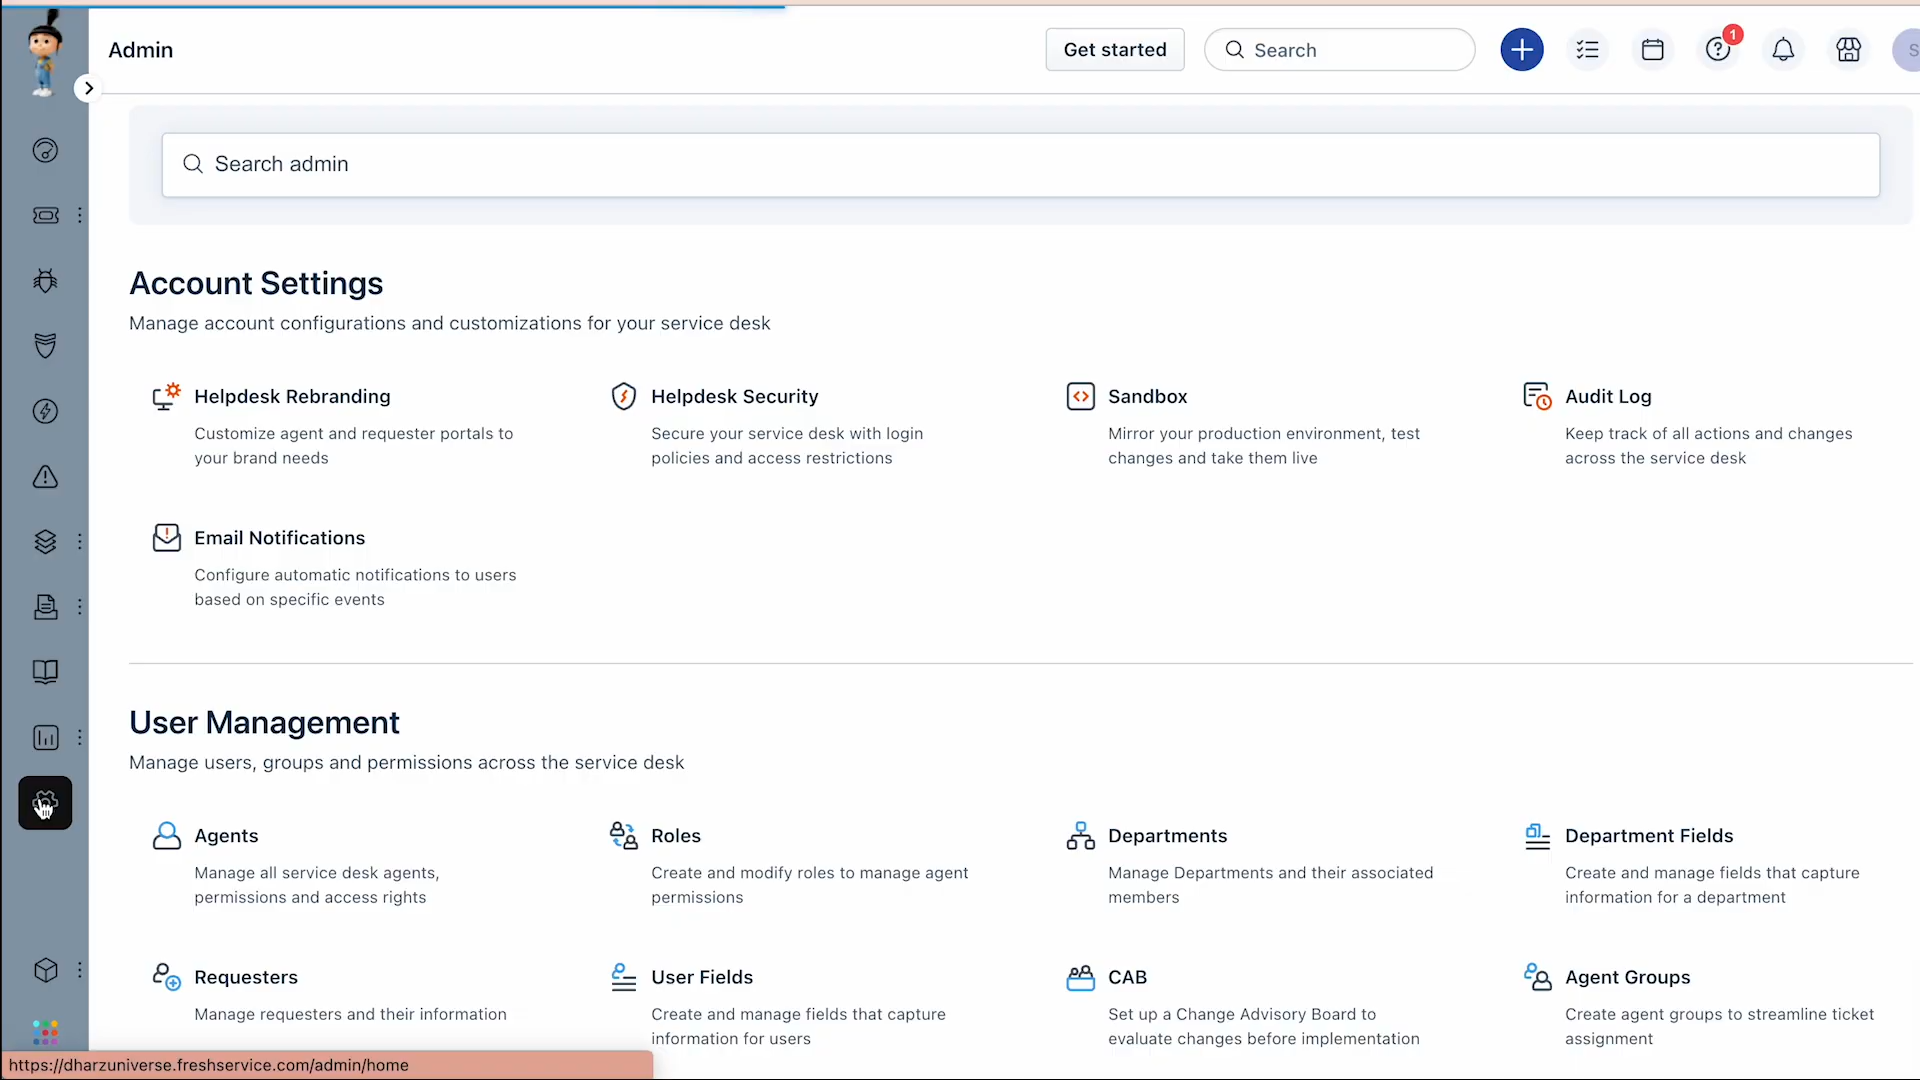 Admin
Get started
Search
1
S
Search admin
Account Settings
Manage account configurations and customizations for your service desk
Helpdesk Rebranding
Customize agent and requester portals to
your brand needs
Helpdesk Security
Secure your service desk with login
policies and access restrictions
Sandbox
Mirror your production environment, test
changes and take them live
Audit Log
Keep track of all actions and changes
across the service desk
Email Notifications
Configure automatic notifications to users
based on specific events
User Management
Manage users, groups and permissions across the service desk
Agents
Manage all service desk agents,
permissions and access rights
Roles
Create and modify roles to manage agent
permissions
Departments
Manage Departments and their associated
members
Department Fields
Create and manage fields that capture
information for a department
Requesters
Manage requesters and their information
User Fields
Create and manage fields that capture
information for users
CAB
Set up a Change Advisory Board to
evaluate changes before implementation
Agent Groups
Create agent groups to streamline ticket
assignment
https://dharzuniverse.freshservice.com/admin/home